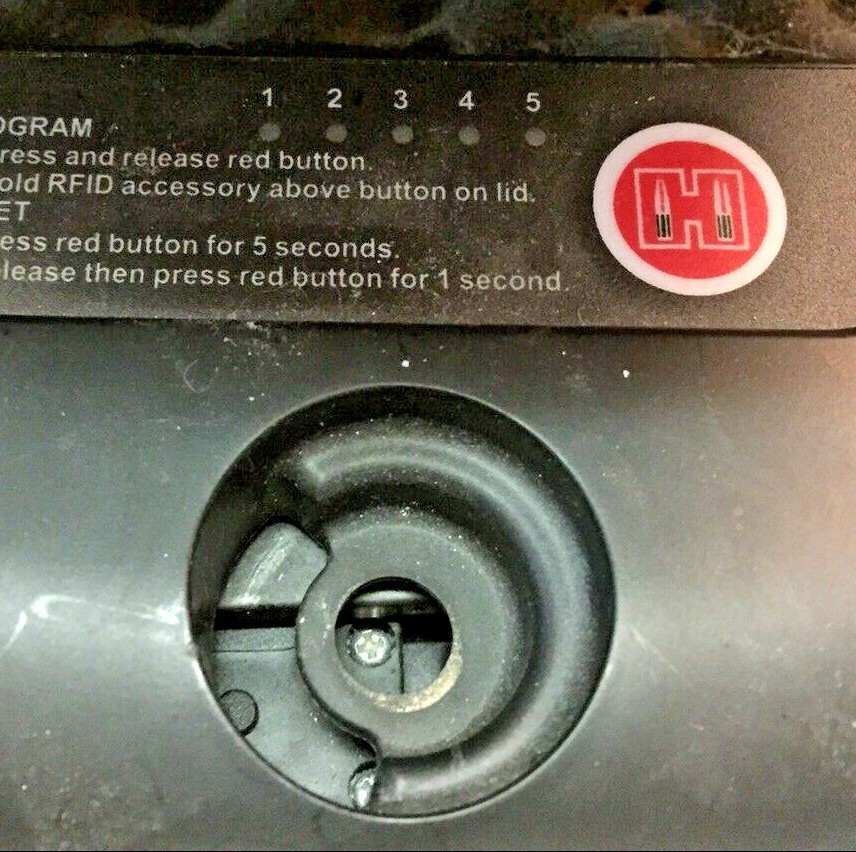 1 2 3 4 5
OGRAM
ress and release red button.
old RFID accessory above button on lid.
ET
ess red button for 5 seconds.
lease then press red button for 1 second.
H